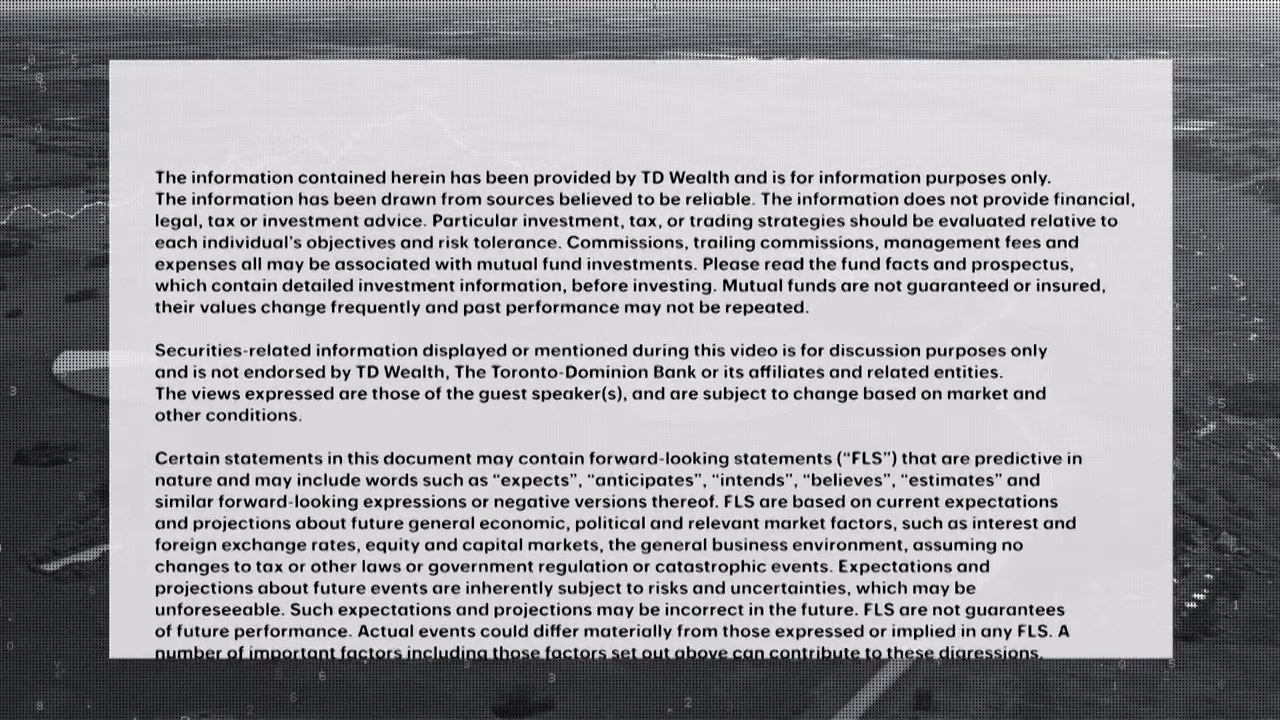 The information contained herein has been provided by TD Wealth and is for information purposes only.
The information has been drawn from sources believed to be reliable. The information does not provide financial,
legal, tax or investment advice. Particular investment, tax, or trading strategies should be evaluated relative to
each individual's objectives and risk tolerance. Commissions, trailing commissions, management fees and
expenses all may be associated with mutual fund investments. Please read the fund facts and prospectus,
which contain detailed investment information, before investing. Mutual funds are not guaranteed or insured,
their values change frequently and past performance may not be repeated.
Securities-related information displayed or mentioned during this video is for discussion purposes only
and is not endorsed by TD Wealth, The Toronto-Dominion Bank or its affiliates and related entities.
The views expressed are those of the guest speaker(s), and are subject to change based on market and
other conditions.
Certain statements in this document may contain forward-looking statements (“FLS”) that are predictive in
nature and may include words such as “expects”, “anticipates”, “intends”, “believes”, “estimates” and
similar forward-looking expressions or negative versions thereof. FLS are based on current expectations
and projections about future general economic, political and relevant market factors, such as interest and
foreign exchange rates, equity and capital markets, the general business environment, assuming no
changes to tax or other laws or government regulation or catastrophic events. Expectations and
projections about future events are inherently subject to risks and uncertainties, which may be
unforeseeable. Such expectations and projections may be incorrect in the future. FLS are not guarantees
of future performance. Actual events could differ materially from those expressed or implied in any FLS. A
number of important factors including those factors set out above can contribute to these digressions.